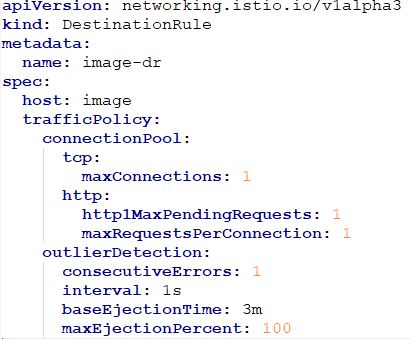 apiVersion: networking.istio.io/v1alpha3
kind: DestinationRule
metadata:
  name: image-dr
spec:
  host: image
  trafficPolicy:
    connectionPool:
      tcp:
        maxConnections: 1
      http:
        http1MaxPendingRequests: 1
        maxRequestsPerConnection: 1
    outlierDetection:
      consecutiveErrors: 1
      interval: 1s
      baseEjectionTime: 3m
      maxEjectionPercent: 100